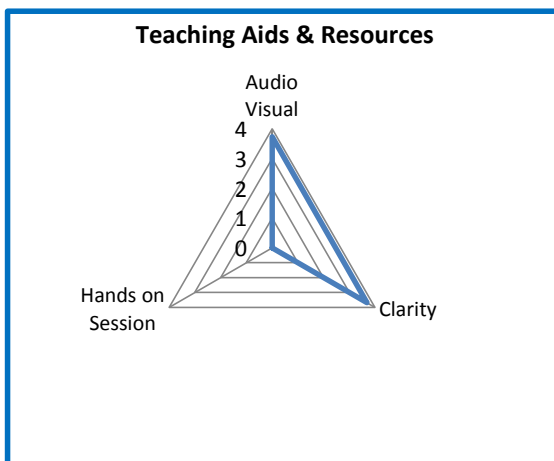 Teaching Aids & Resources
Audio
Visual
4
3
2
1
0
Hands on
Session
Clarity